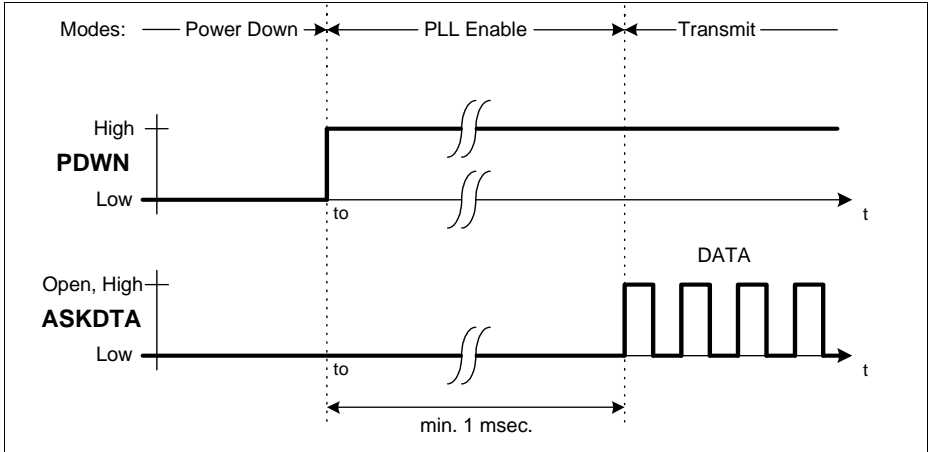 Modes: Power Down PLL Enable Transmit
High
PDWN
Low
to
t
DATA
Open, High
ASKDTA
Low
to
t
min. 1 msec.